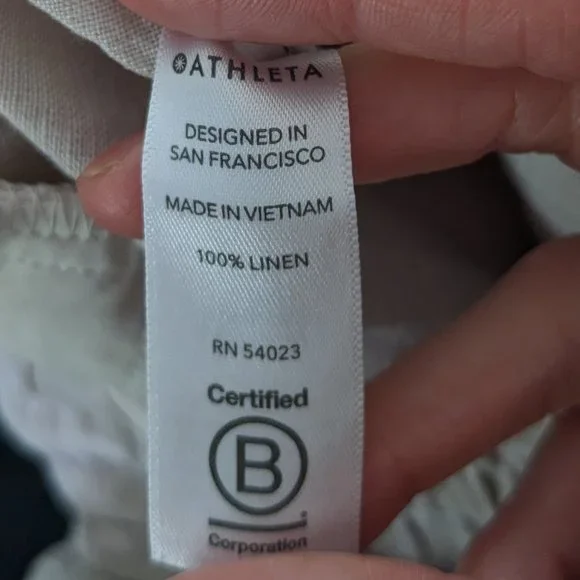 ATHLETA
DESIGNED IN
SAN FRANCISCO
MADE IN VIETNAM
100% LINEN
RN 54023
Certified
B
Corporation